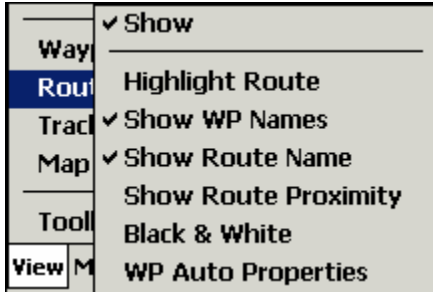 Show
Way
Rout
Highlight Route
Trac
Show WP Names
Map
Show Route Name
Show Route Proximity
Tool
Black & White
View M
WP Auto Properties